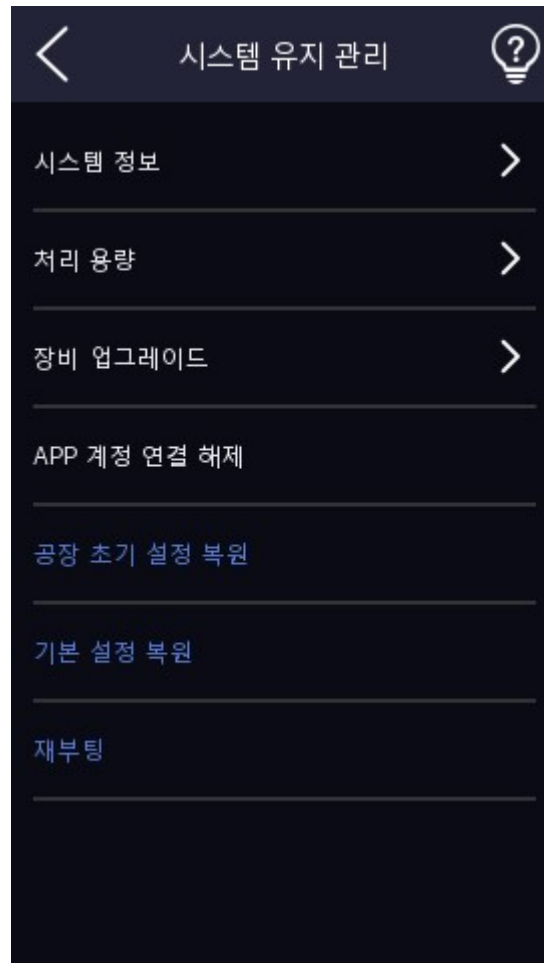 시스템 유지 관리
?
시스템 정보
처리 용량
장비 업그레이드
APP 계정 연결 해제
공장 초기 설정 복원
기본 설정 복원
재부팅